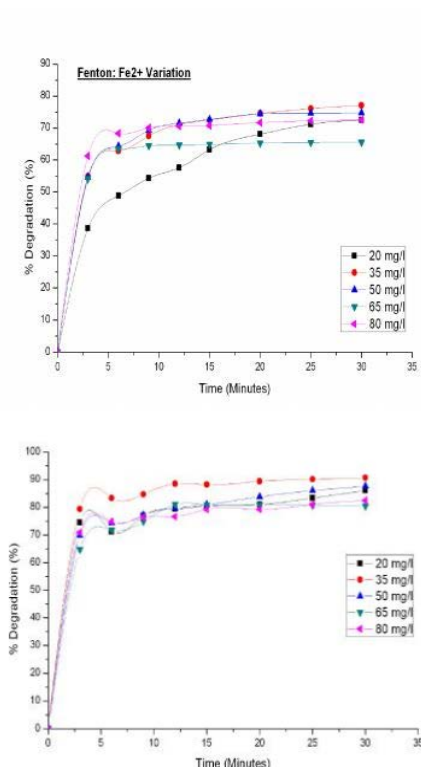 Fenton: Fe2+ Variation
% Degradation (%)
90
80
70
60
50
40
30
20
10
0
20 mg/l
35 mg/l
50 mg/l
65 mg/l
80 mg/l
0 5 10 15 20 25 30 35
Time (Minutes)
% Degradation (%)
100
90
80
70
60
50
40
30
20
10
0
20 mg/l
35 mg/l
50 mg/l
65 mg/l
80 mg/l
0 5 10 15 20 25 30 35
Time (Minutes)